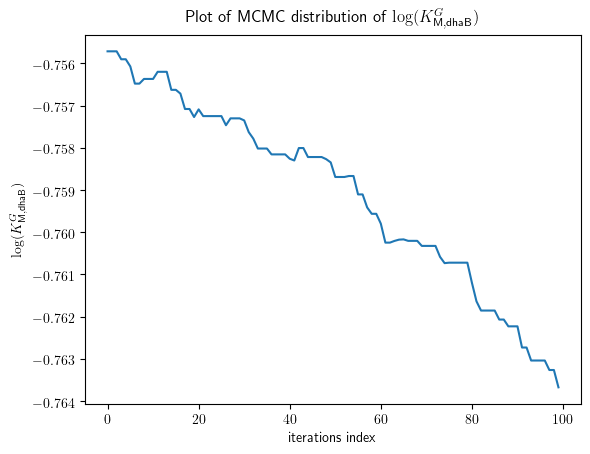 Plot of MCMC distribution of log(K^G_{M,dhaB})
−0.756
−0.757
−0.758
−0.759
−0.760
−0.761
−0.762
−0.763
−0.764
log(K^G_{M,dhaB})
0 20 40 60 80 100
iterations index